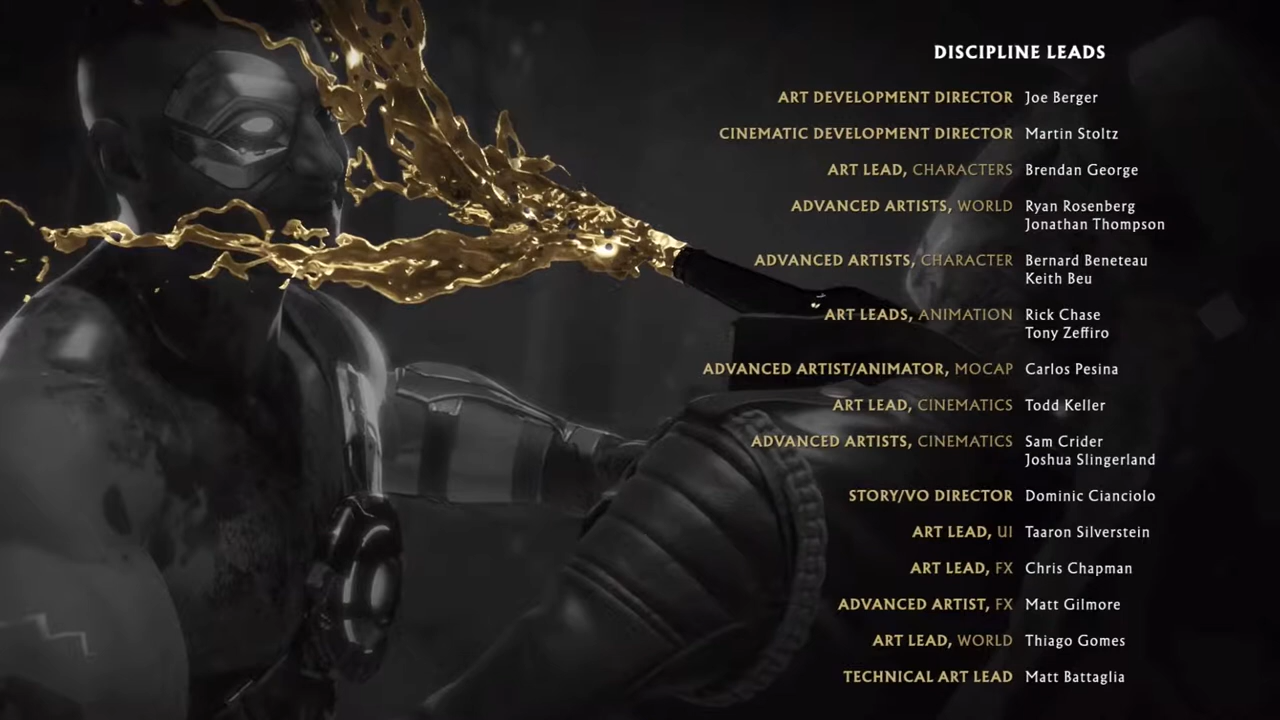 DISCIPLINE LEADS
ART DEVELOPMENT DIRECTOR Joe Berger
CINEMATIC DEVELOPMENT DIRECTOR Martin Stoltz
ART LEAD, CHARACTERS Brendan George
ADVANCED ARTISTS, WORLD Ryan Rosenberg
Jonathan Thompson
ADVANCED ARTISTS, CHARACTER Bernard Beneteau
Keith Beu
ART LEADS, ANIMATION Rick Chase
Tony Zeffiro
ADVANCED ARTIST/ANIMATOR, MOCAP Carlos Pesina
ART LEAD, CINEMATICS Todd Keller
ADVANCED ARTISTS, CINEMATICS Sam Crider
Joshua Slingerland
STORY/VO DIRECTOR Dominic Cianciolo
ART LEAD, UI Taaron Silverstein
ART LEAD, FX Chris Chapman
ADVANCED ARTIST, FX Matt Gilmore
ART LEAD, WORLD Thiago Gomes
TECHNICAL ART LEAD Matt Battaglia